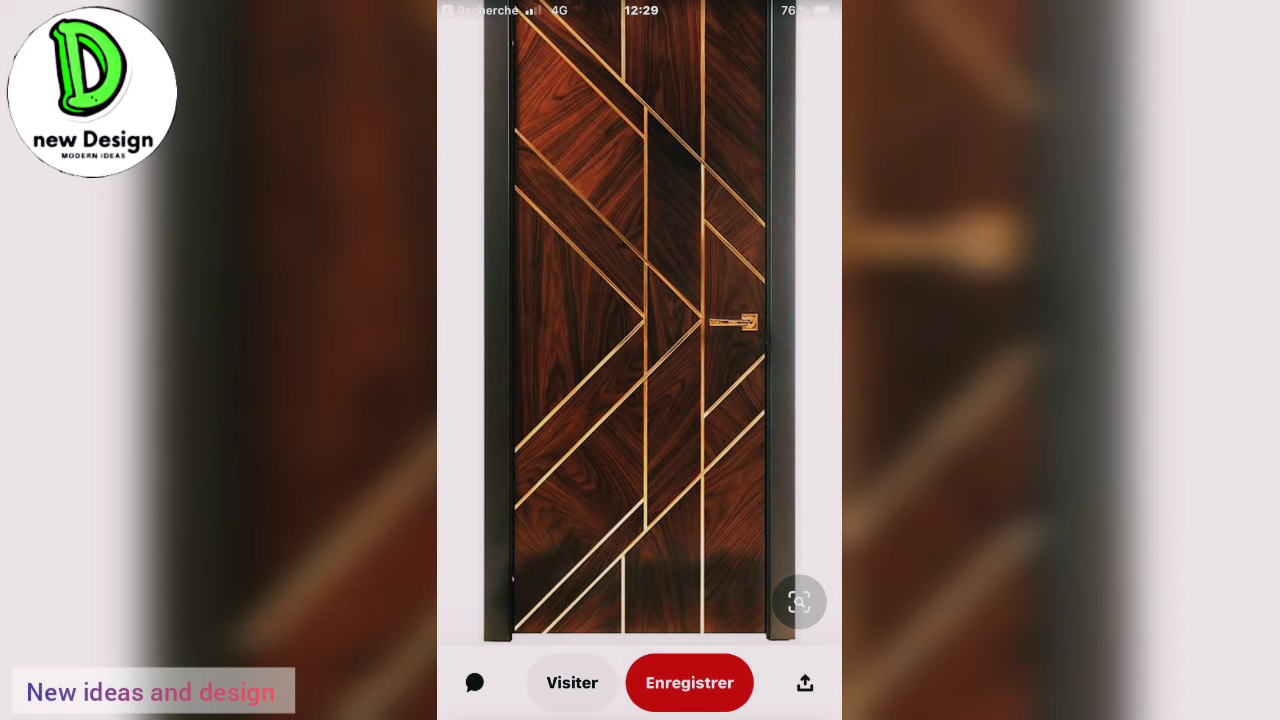 Recherche 4G 12:29 76 %
D
new Design
MODERN IDEAS
Visiter Enregistrer
New ideas and design